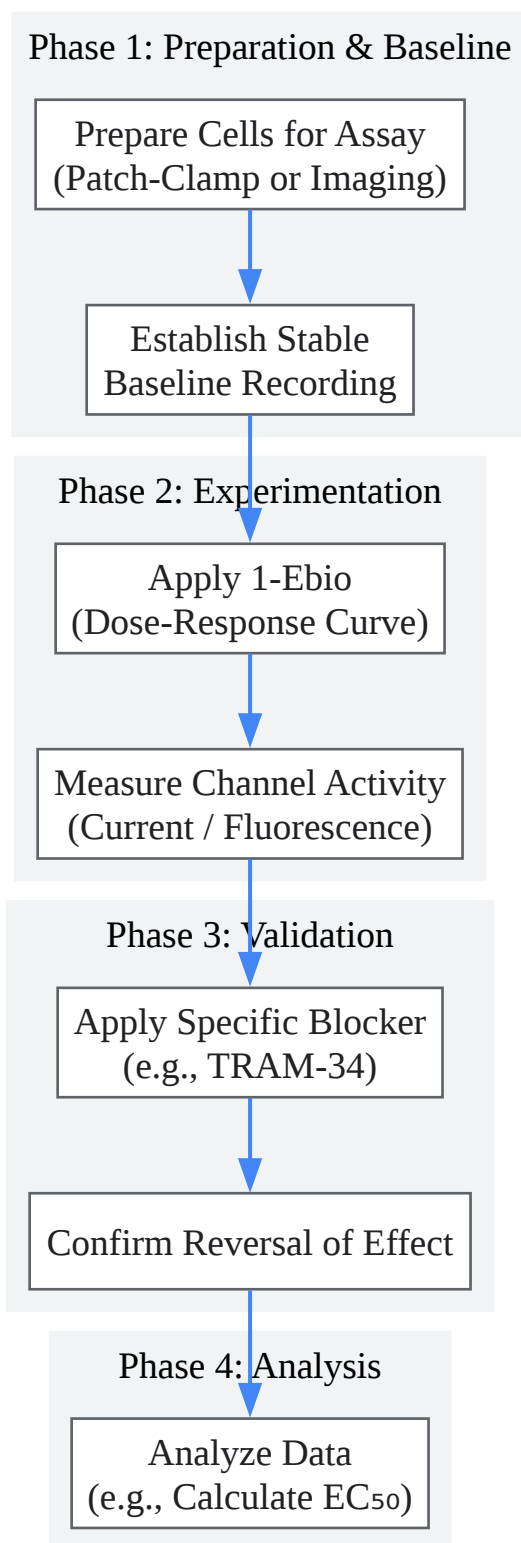 Phase 1: Preparation & Baseline
Prepare Cells for Assay
(Patch-Clamp or Imaging)
Establish Stable
Baseline Recording
Phase 2: Experimentation
Apply 1-Ebio
(Dose-Response Curve)
Measure Channel Activity
(Current / Fluorescence)
Phase 3: Validation
Apply Specific Blocker
(e.g., TRAM-34)
Confirm Reversal of Effect
Phase 4: Analysis
Analyze Data
(e.g., Calculate EC₅₀)